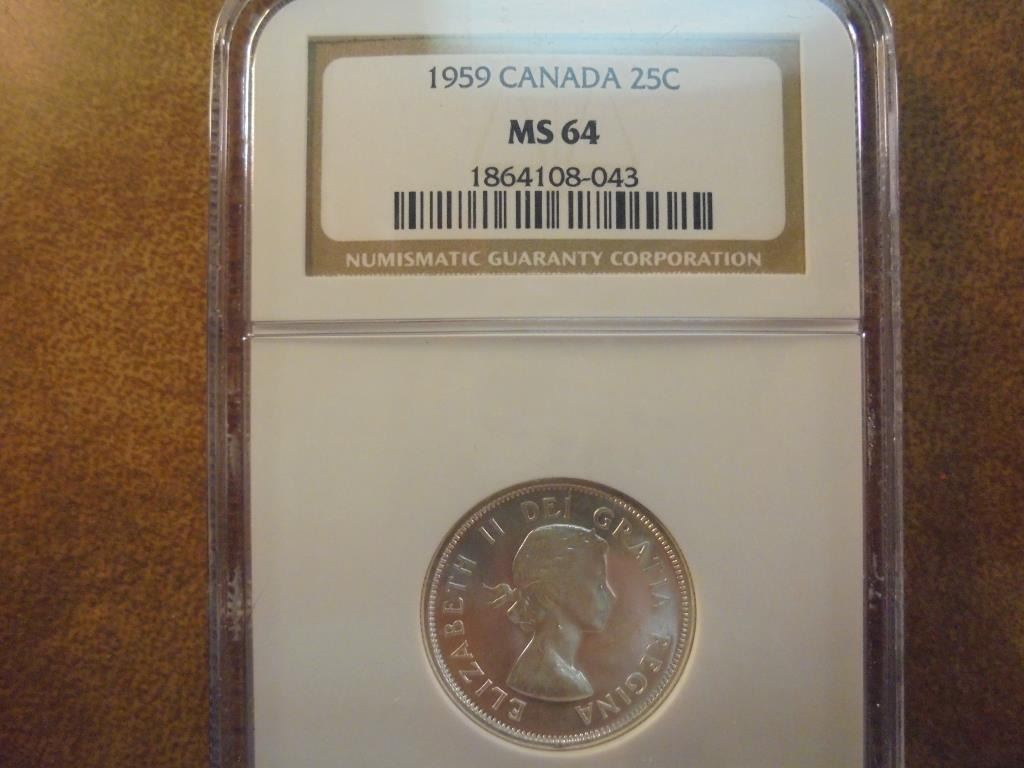 1959 CANADA 25C
MS 64
1864108-043
NUMISMATIC GUARANTY CORPORATION
ELIZABETH II DEI GRATIA REGINA